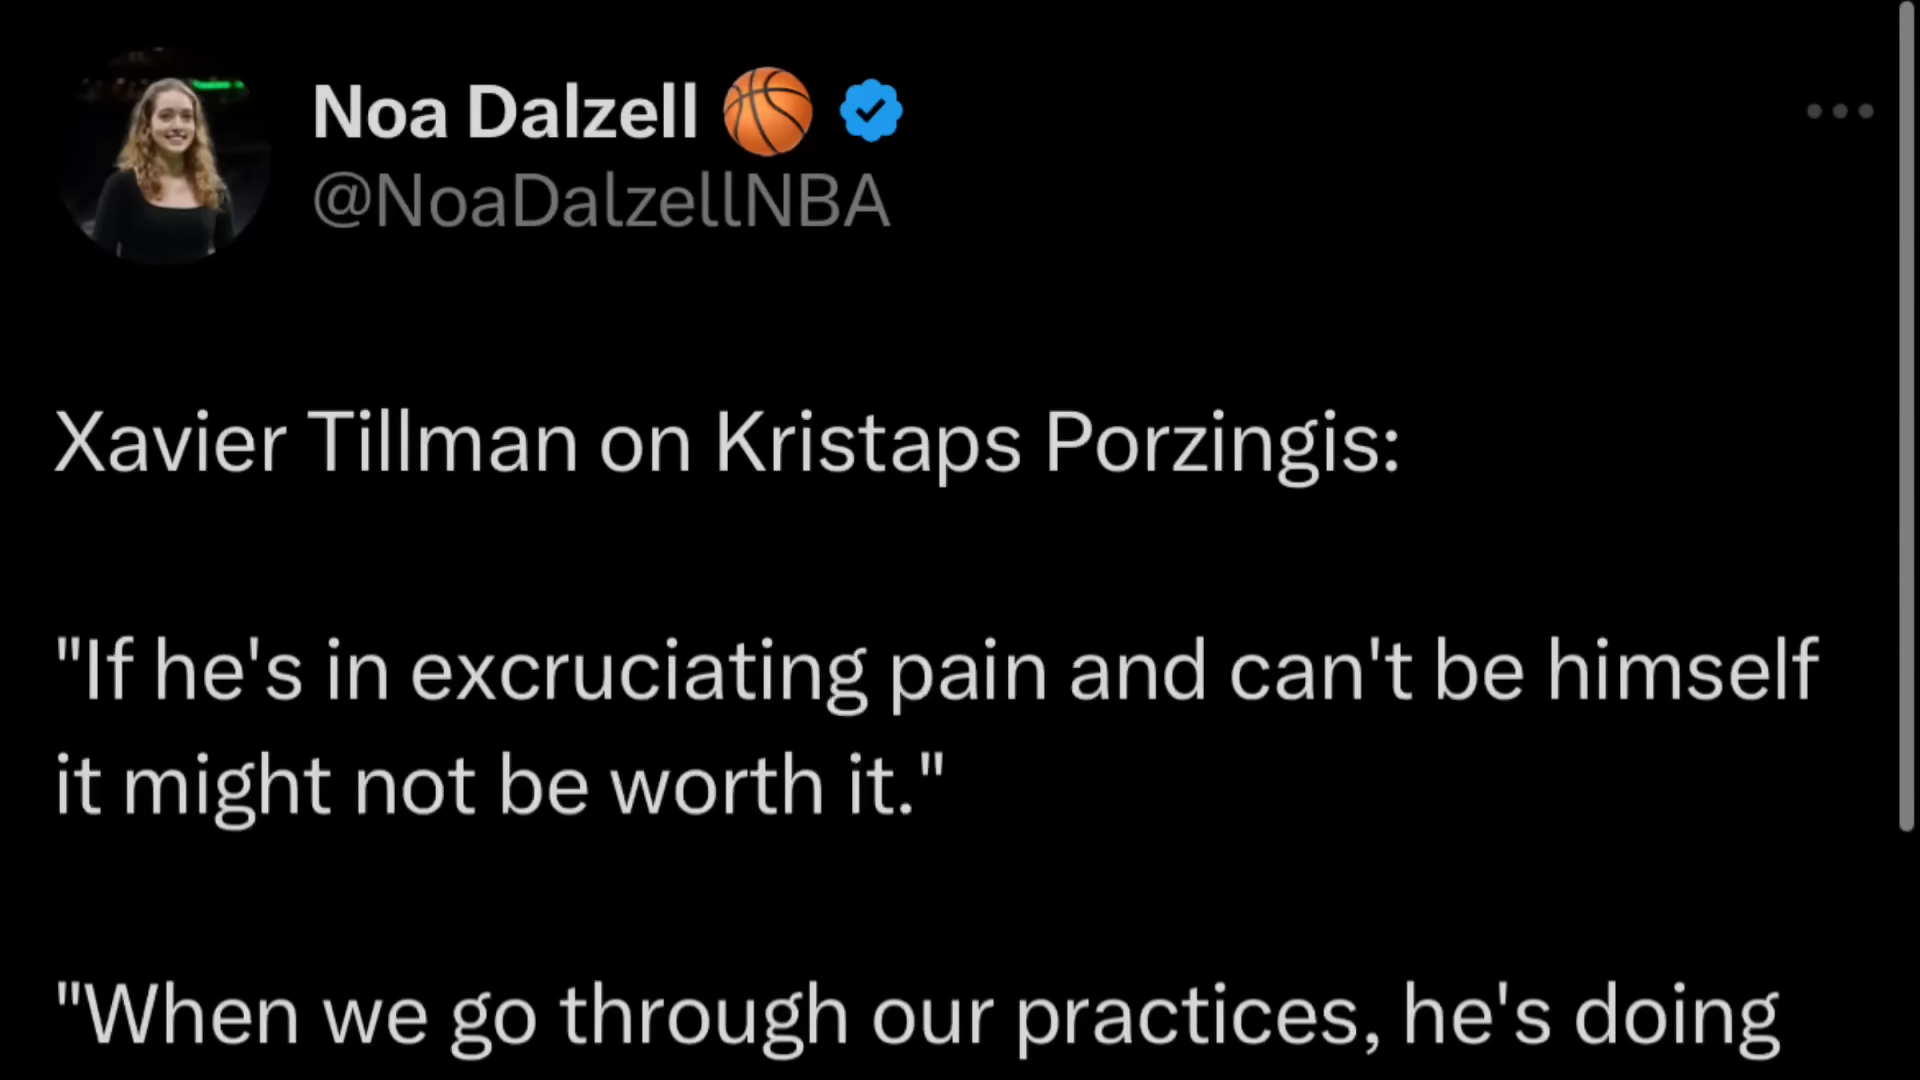 Noa Dalzell 🏀
@NoaDalzellNBA
Xavier Tillman on Kristaps Porzingis:
"If he's in excruciating pain and can't be himself
it might not be worth it."
"When we go through our practices, he's doing